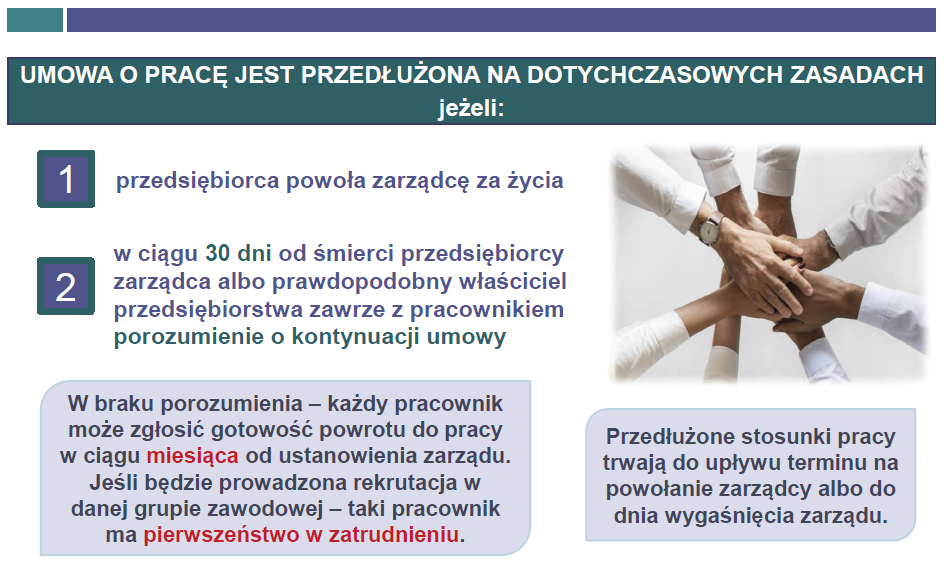 UMOWA O PRACĘ JEST PRZEDŁUŻONA NA DOTYCHCZASOWYCH ZASADACH
jeżeli:
1
przedsiębiorca powoła zarządcę za życia
2
w ciągu 30 dni od śmierci przedsiębiorcy
zarządca albo prawdopodobny właściciel
przedsiębiorstwa zawrze z pracownikiem
porozumienie o kontynuacji umowy
W braku porozumienia – każdy pracownik
może zgłosić gotowość powrotu do pracy
w ciągu miesiąca od ustanowienia zarządu.
Jeśli będzie prowadzona rekrutacja w
danej grupie zawodowej – taki pracownik
ma pierwszeństwo w zatrudnieniu.
Przedłużone stosunki pracy
trwają do upływu terminu na
powołanie zarządcy albo do
dnia wygaśnięcia zarządu.